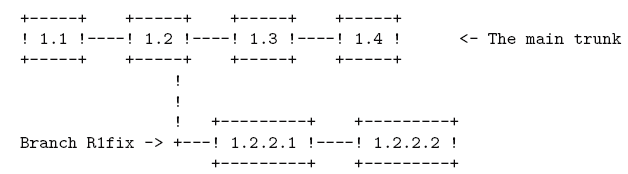 +-----+    +-----+    +-----+    +-----+
! 1.1 !----! 1.2 !----! 1.3 !----! 1.4 !      <- The main trunk
+-----+    +-----+    +-----+    +-----+
                !
                !
                !   +---------+    +---------+
Branch R1fix -> +---! 1.2.2.1 !----! 1.2.2.2 !
                    +---------+    +---------+